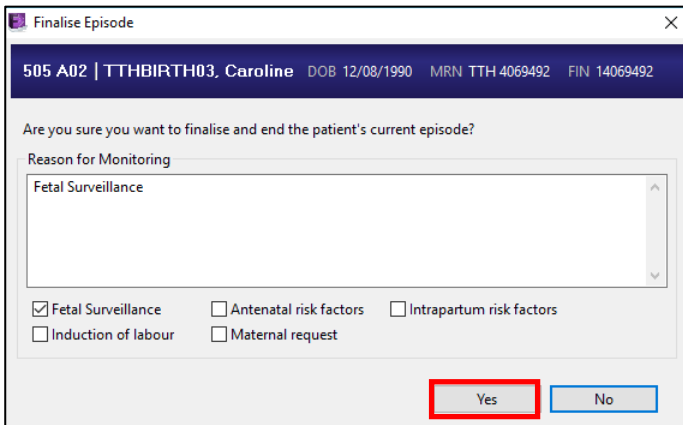 Finalise Episode
505 A02 | TTHBIRTH03, Caroline DOB 12/08/1990 MRN TTH 4069492 FIN 14069492
Are you sure you want to finalise and end the patient's current episode?
Reason for Monitoring
Fetal Surveillance
Fetal Surveillance Antenatal risk factors Intrapartum risk factors
Induction of labour Maternal request
Yes No